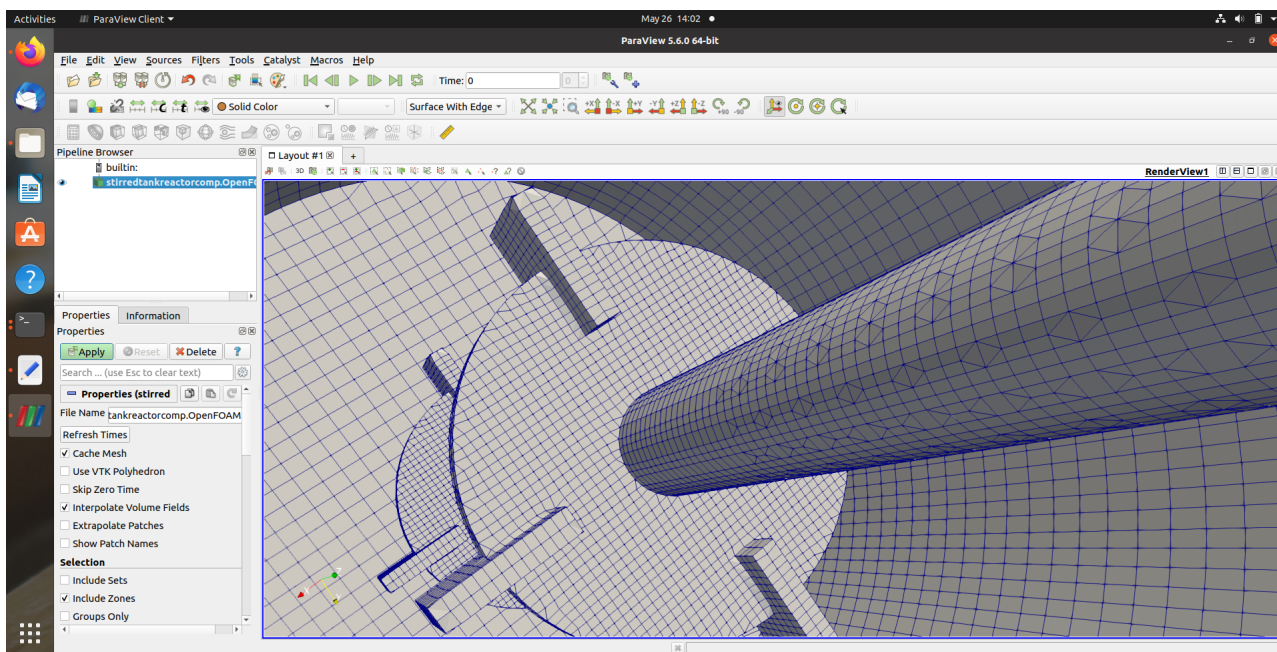 Activities ParaView Client May 26 14:02
ParaView 5.6.0 64-bit
File Edit View Sources Filters Tools Catalyst Macros Help
Time: 0 0
Solid Color Surface With Edge +90 -90
Pipeline Browser Layout #1 +
builtin: 3D RenderView1
stirredtankreactorcomp.OpenF
Properties Information
Properties
Apply Reset Delete ?
Search ... (use Esc to clear text)
Properties (stirred
File Name tankreactorcomp.OpenFOAM
Refresh Times
Cache Mesh
Use VTK Polyhedron
Skip Zero Time
Interpolate Volume Fields
Extrapolate Patches
Show Patch Names
Selection
Include Sets
Include Zones
Groups Only